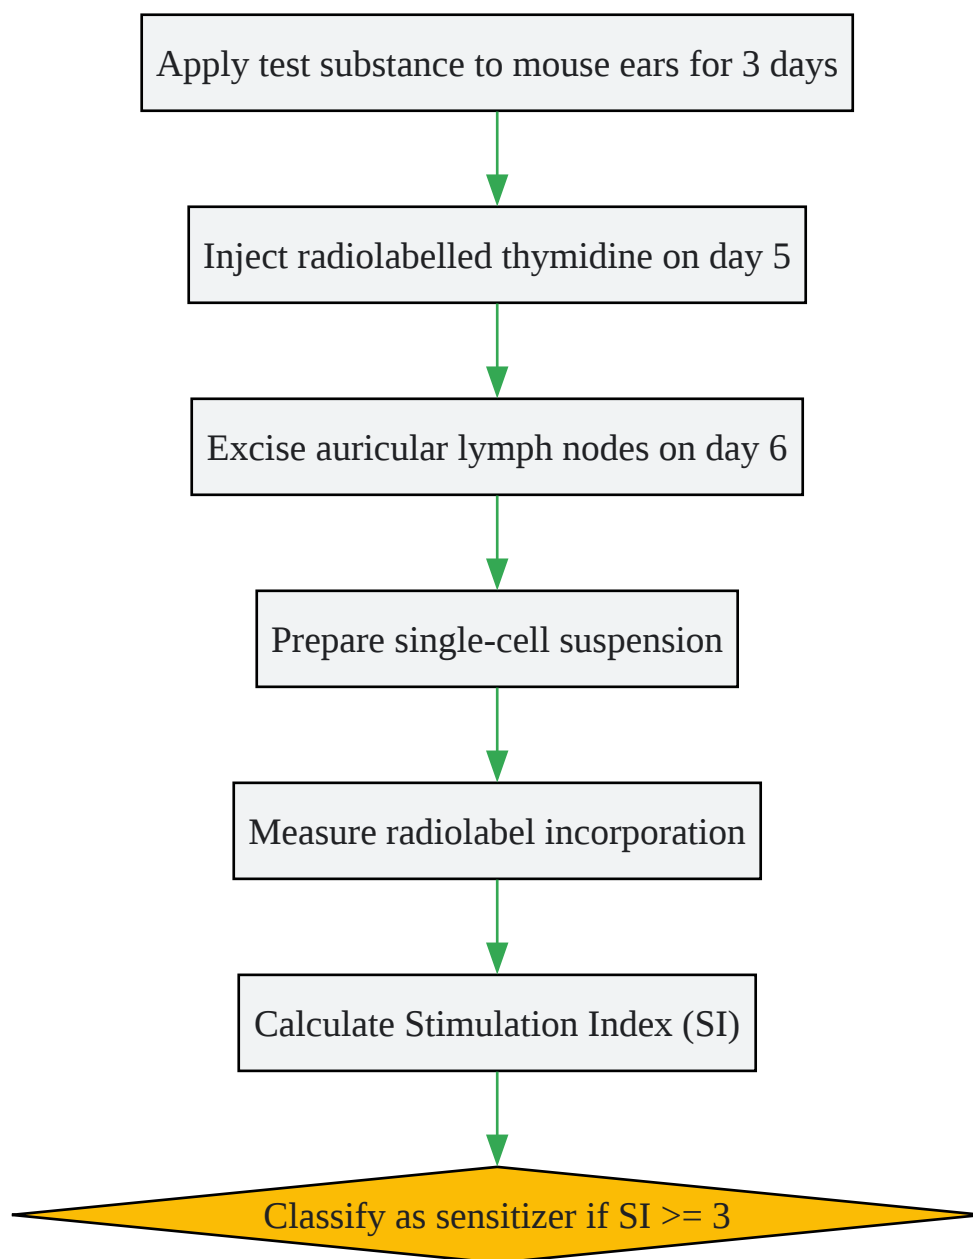 Apply test substance to mouse ears for 3 days
Inject radiolabelled thymidine on day 5
Excise auricular lymph nodes on day 6
Prepare single-cell suspension
Measure radiolabel incorporation
Calculate Stimulation Index (SI)
Classify as sensitizer if SI >= 3